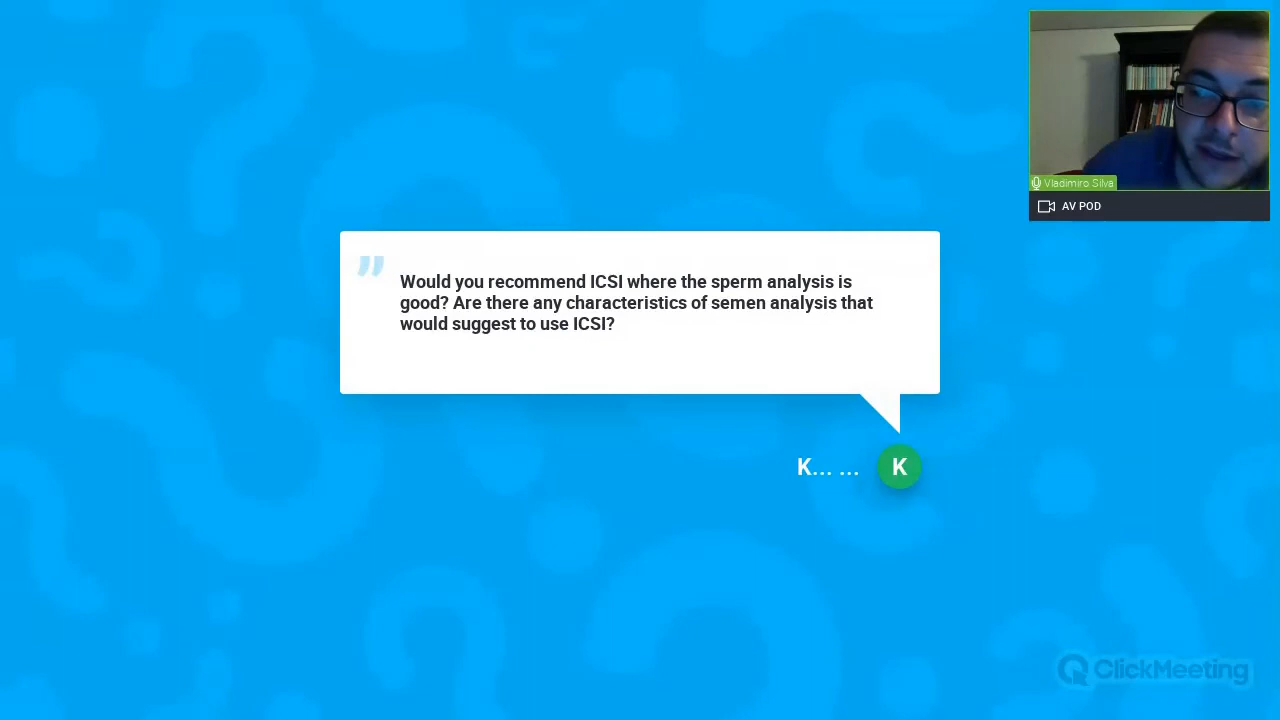 Vladimiro Silva
AV POD
Would you recommend ICSI where the sperm analysis is
good? Are there any characteristics of semen analysis that
would suggest to use ICSI?
K... ...
K
ClickMeeting